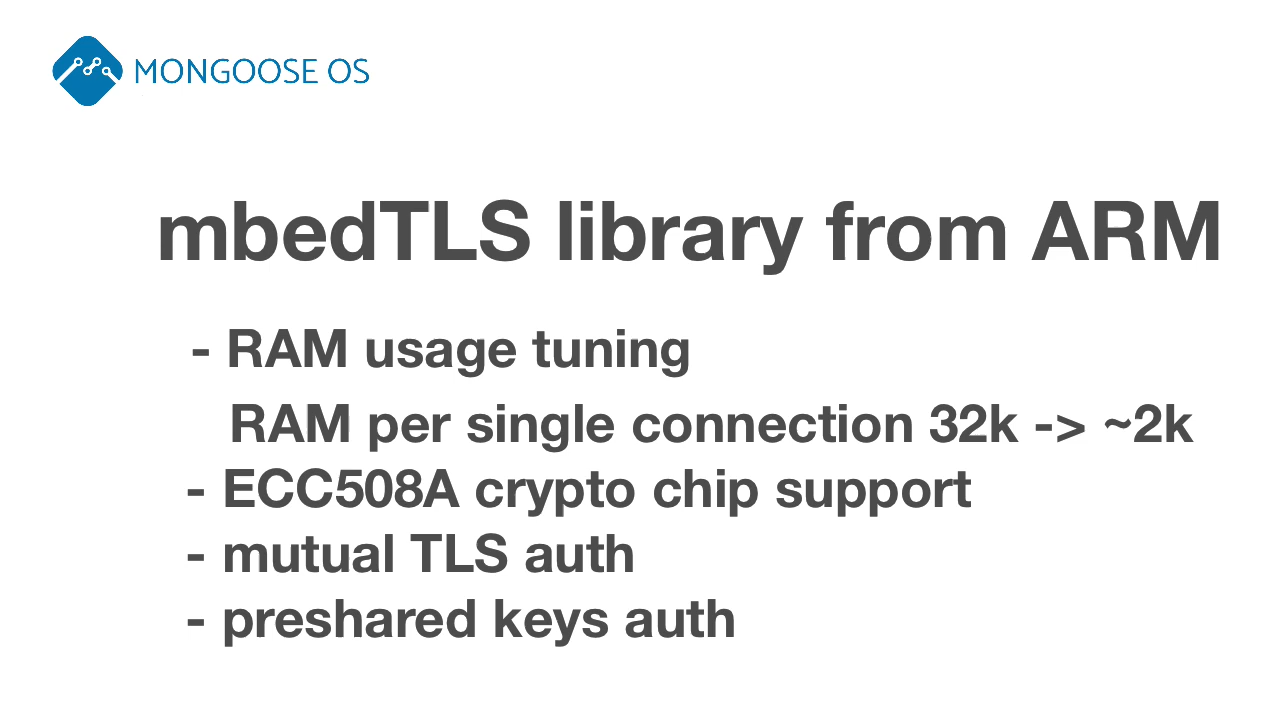 MONGOOSE OS
mbedTLS library from ARM
- RAM usage tuning
RAM per single connection 32k -> ~2k
- ECC508A crypto chip support
- mutual TLS auth
- preshared keys auth